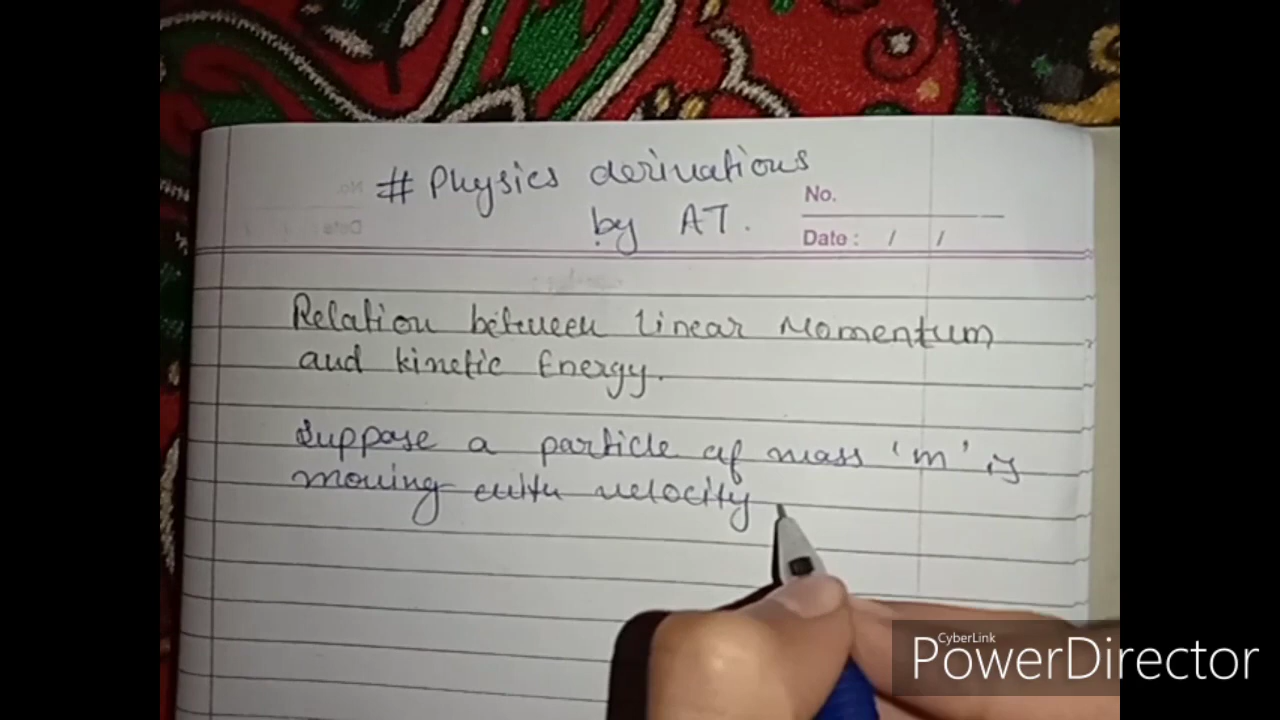 # Physics derivations
by AT.
No.
Date : / /
Relation between Linear Momentum
and kinetic Energy.
Suppose a particle of mass 'm' is
moving with velocity
CyberLink
PowerDirector